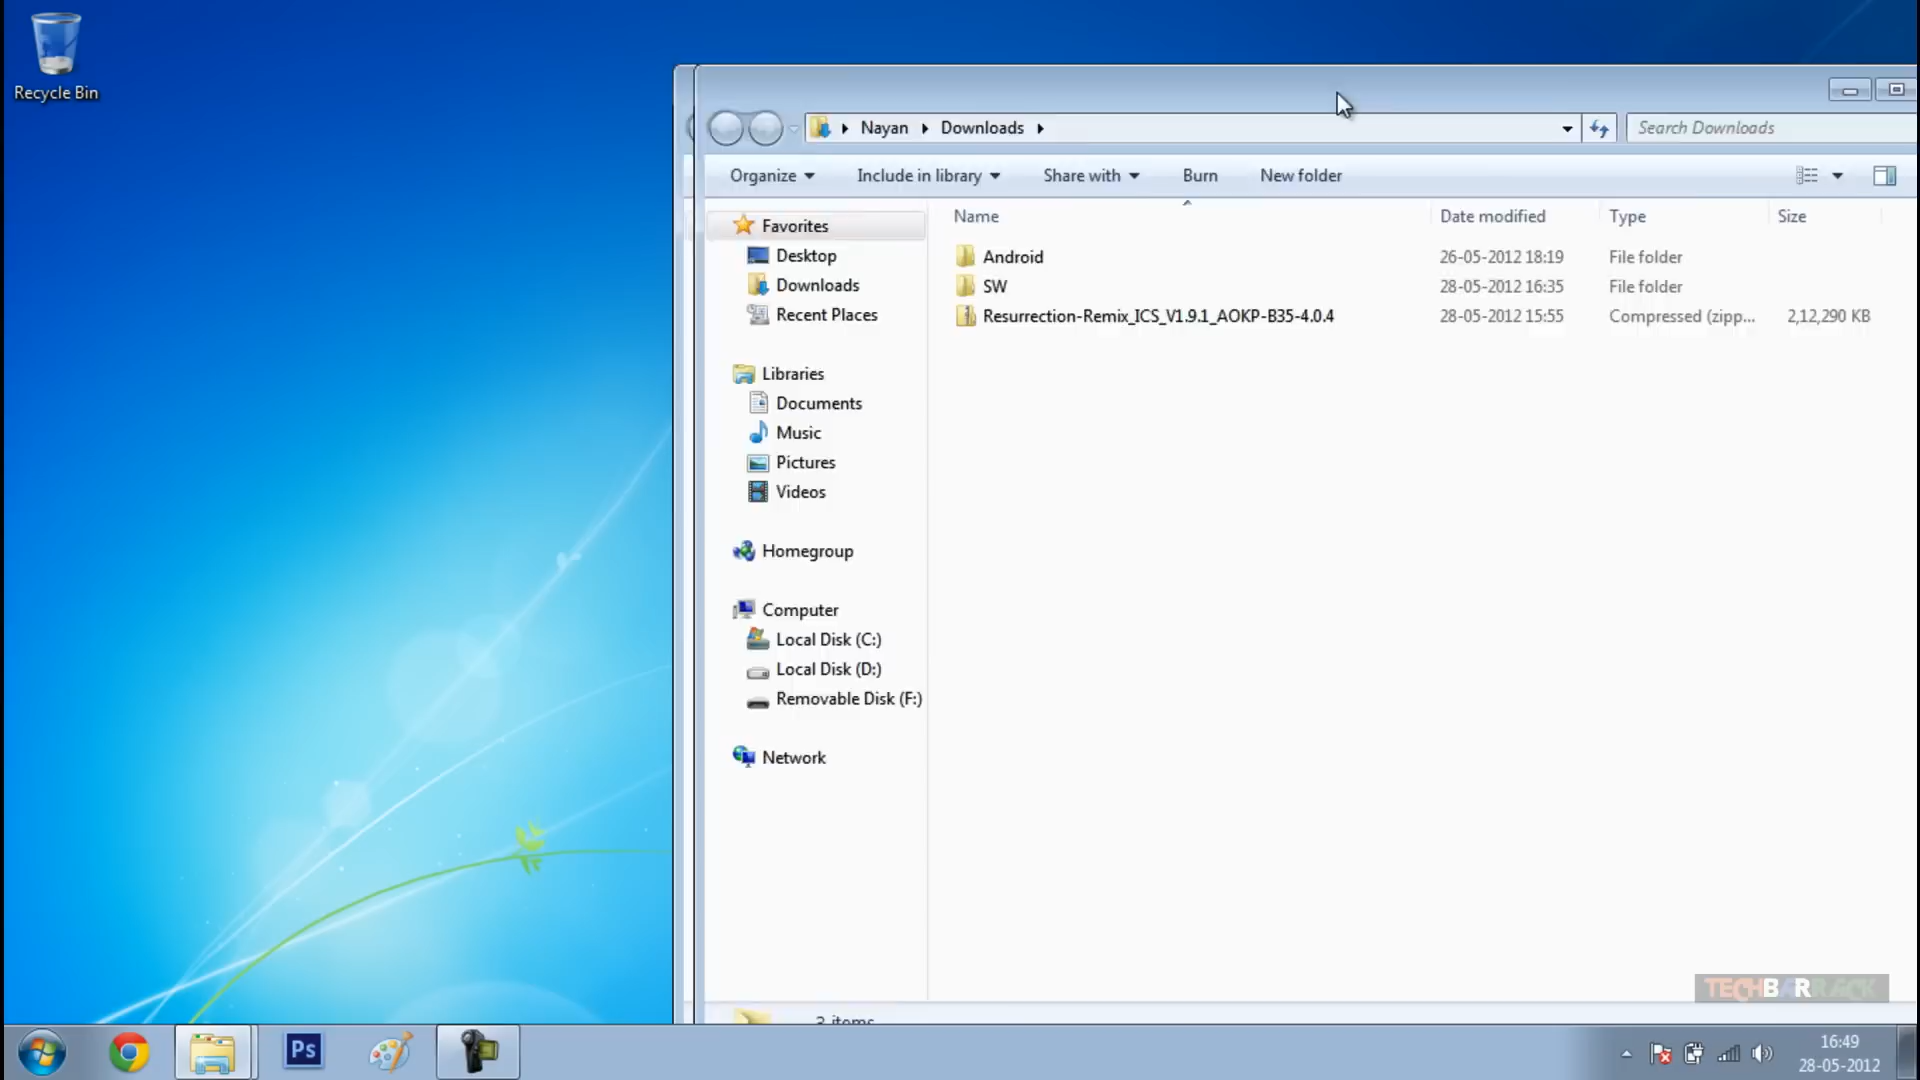 Recycle Bin
Nayan Downloads
Search Downloads
Organize Include in library Share with Burn New folder
Name Date modified Type Size
Favorites
Desktop
Downloads
Recent Places
Libraries
Documents
Music
Pictures
Videos
Homegroup
Computer
Local Disk (C:)
Local Disk (D:)
Removable Disk (F:)
Network
Android 26-05-2012 18:19 File folder
SW 28-05-2012 16:35 File folder
Resurrection-Remix_ICS_V1.9.1_AOKP-B35-4.0.4 28-05-2012 15:55 Compressed (zipp... 2,12,290 KB
3 items
TECHBARRACK
Ps
16:49
28-05-2012